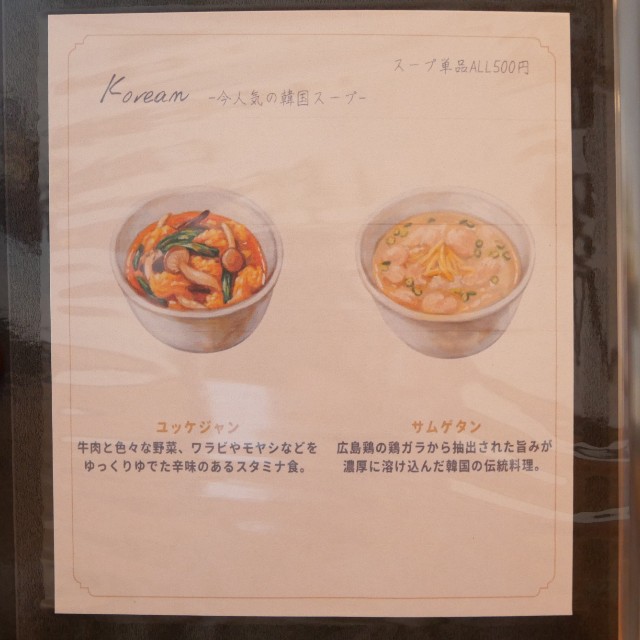 スープ単品ALL500円
Korean -今人気の韓国スープ-
ユッケジャン
牛肉と色々な野菜、ワラビやモヤシなどを
ゆっくりゆでた辛味のあるスタミナ食。
サムゲタン
広島鶏の鶏ガラから抽出された旨みが
濃厚に溶け込んだ韓国の伝統料理。